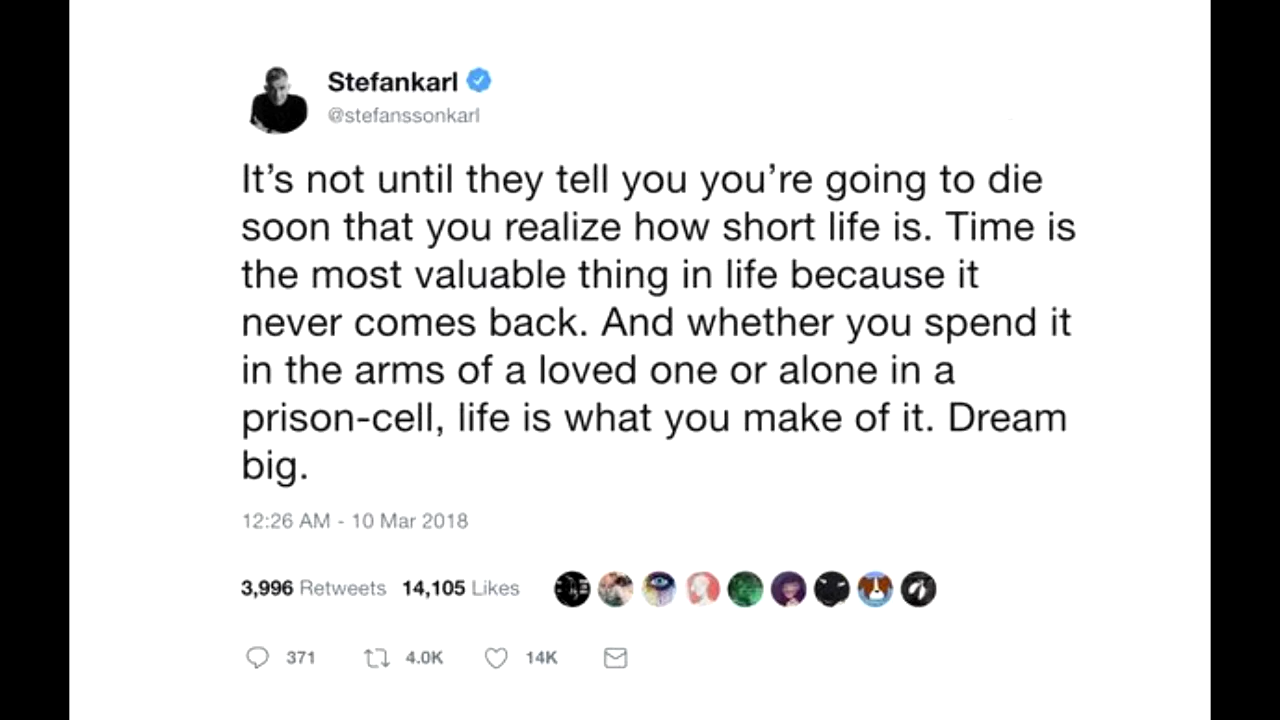 Stefankarl
@stefanssonkarl
It’s not until they tell you you’re going to die
soon that you realize how short life is. Time is
the most valuable thing in life because it
never comes back. And whether you spend it
in the arms of a loved one or alone in a
prison-cell, life is what you make of it. Dream
big.
12:26 AM - 10 Mar 2018
3,996 Retweets 14,105 Likes
371 4.0K 14K